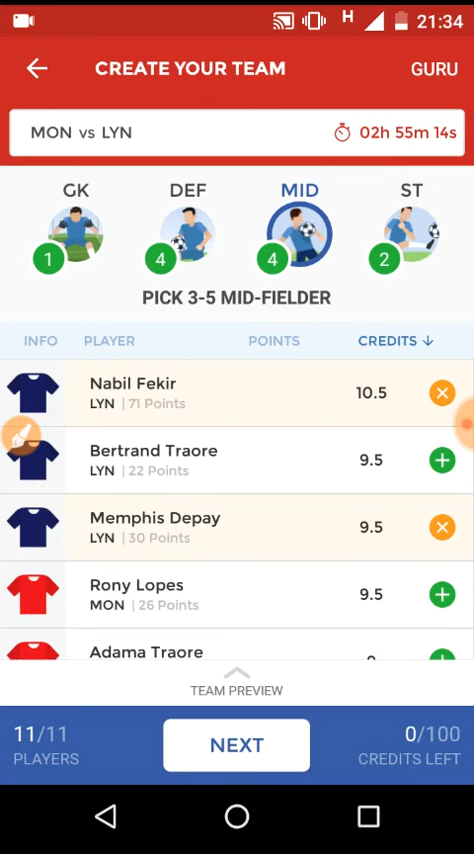 H 21:34
CREATE YOUR TEAM GURU
MON vs LYN 02h 55m 14s
GK DEF MID ST
1 4 4 2
PICK 3-5 MID-FIELDER
INFO PLAYER POINTS CREDITS ↓
Nabil Fekir 10.5
LYN | 71 Points
Bertrand Traore 9.5
LYN | 22 Points
Memphis Depay 9.5
LYN | 30 Points
Rony Lopes 9.5
MON | 26 Points
Adama Traore
TEAM PREVIEW
11/11 NEXT 0/100
PLAYERS CREDITS LEFT